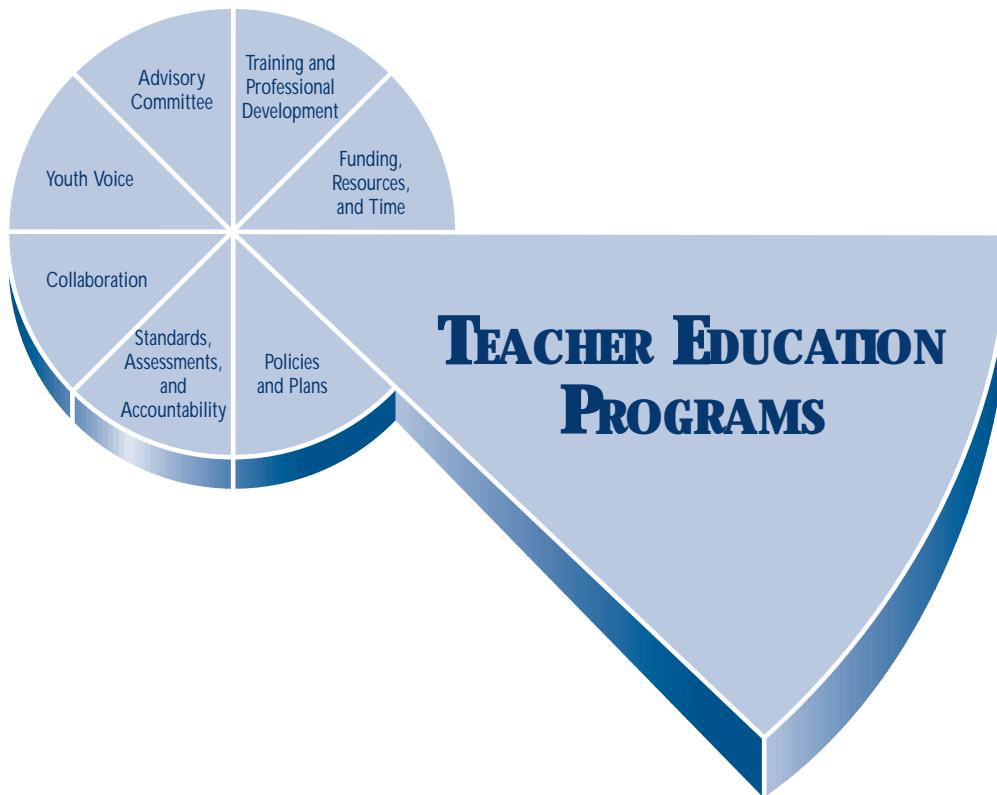 Advisory
Committee
Training and
Professional
Development
Youth Voice
Funding,
Resources,
and Time
Collaboration
Standards,
Assessments,
and
Accountability
Policies
and Plans
TEACHER EDUCATION
PROGRAMS